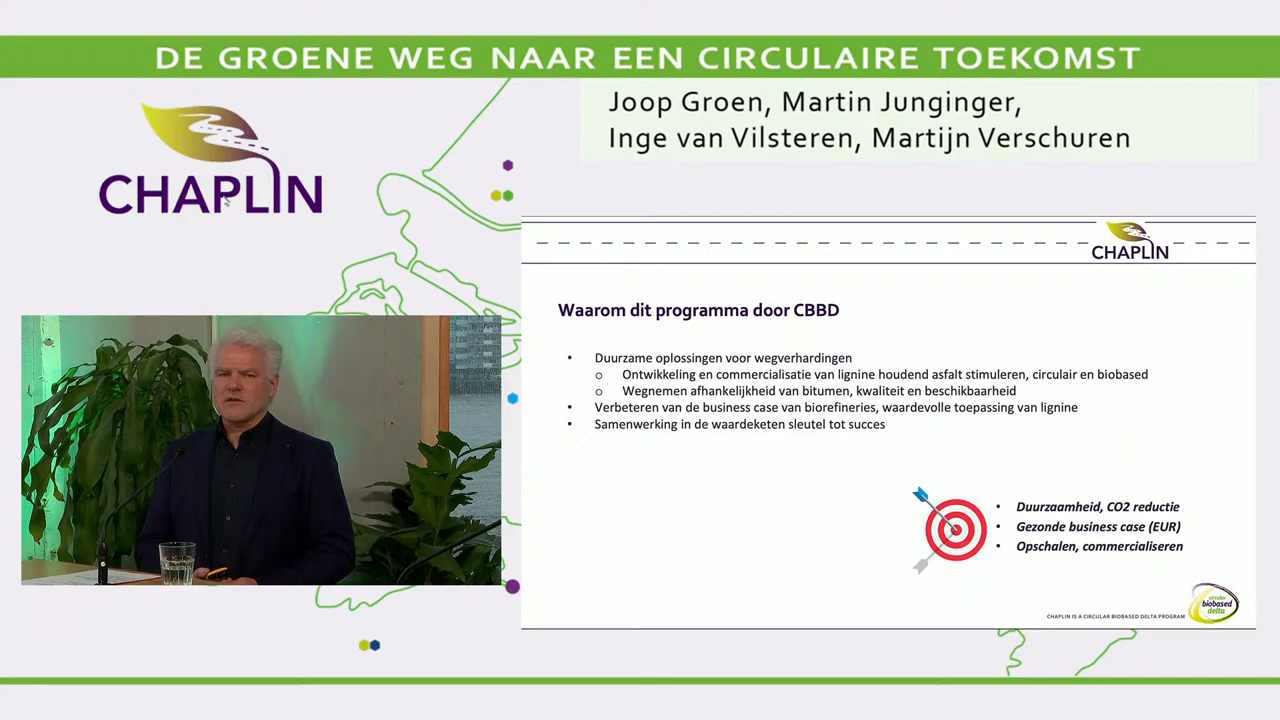 DE GROENE WEG NAAR EEN CIRCULAIRE TOEKOMST
Joop Groen, Martin Junginger,
Inge van Vilsteren, Martijn Verschuren
CHAPLIN
CHAPLIN
Waarom dit programma door CBBD
• Duurzame oplossingen voor wegverhardingen
o Ontwikkeling en commercialisatie van lignine houdend asfalt stimuleren, circulair en biobased
o Wegnemen afhankelijkheid van bitumen, kwaliteit en beschikbaarheid
• Verbeteren van de business case van biorefineries, waardevolle toepassing van lignine
• Samenwerking in de waardeketen sleutel tot succes
• Duurzaamheid, CO2 reductie
• Gezonde business case (EUR)
• Opschalen, commercialiseren
CHAPLIN IS A CIRCULAR BIOBASED DELTA PROGRAM
circular
biobased
delta